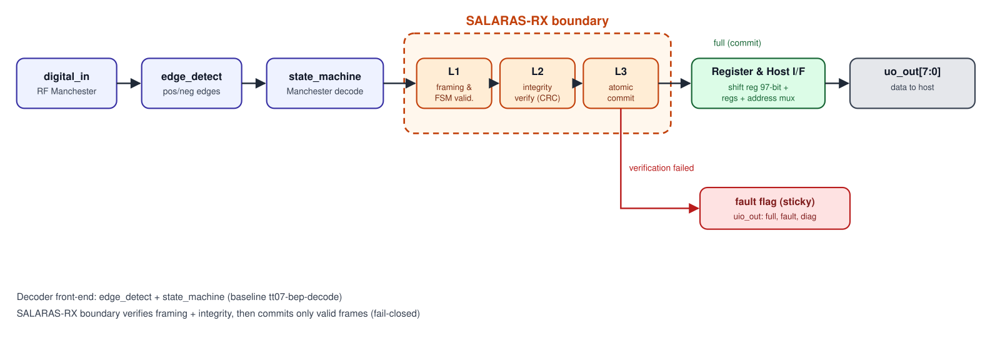 SALARAS-RX boundary
full (commit)
digital_in
RF Manchester
edge_detect
pos/neg edges
state_machine
Manchester decode
L1
framing &
FSM valid.
L2
integrity
verify (CRC)
L3
atomic
commit
Register & Host I/F
shift reg 97-bit +
regs + address mux
uo_out[7:0]
data to host
verification failed
fault flag (sticky)
uio_out: full, fault, diag
Decoder front-end: edge_detect + state_machine (baseline tt07-bep-decode)
SALARAS-RX boundary verifies framing + integrity, then commits only valid frames (fail-closed)